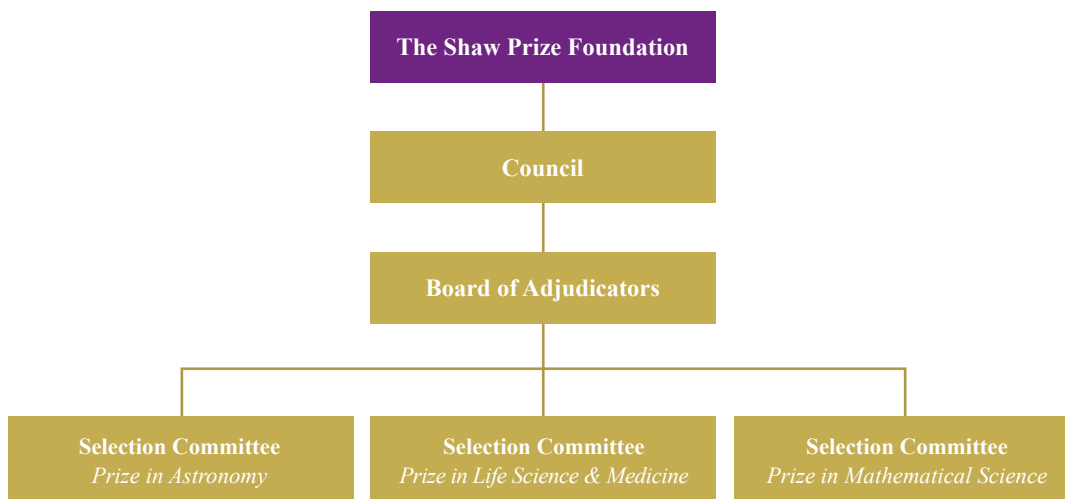 The Shaw Prize Foundation
Council
Board of Adjudicators
Selection Committee
Prize in Astronomy
Selection Committee
Prize in Life Science & Medicine
Selection Committee
Prize in Mathematical Science